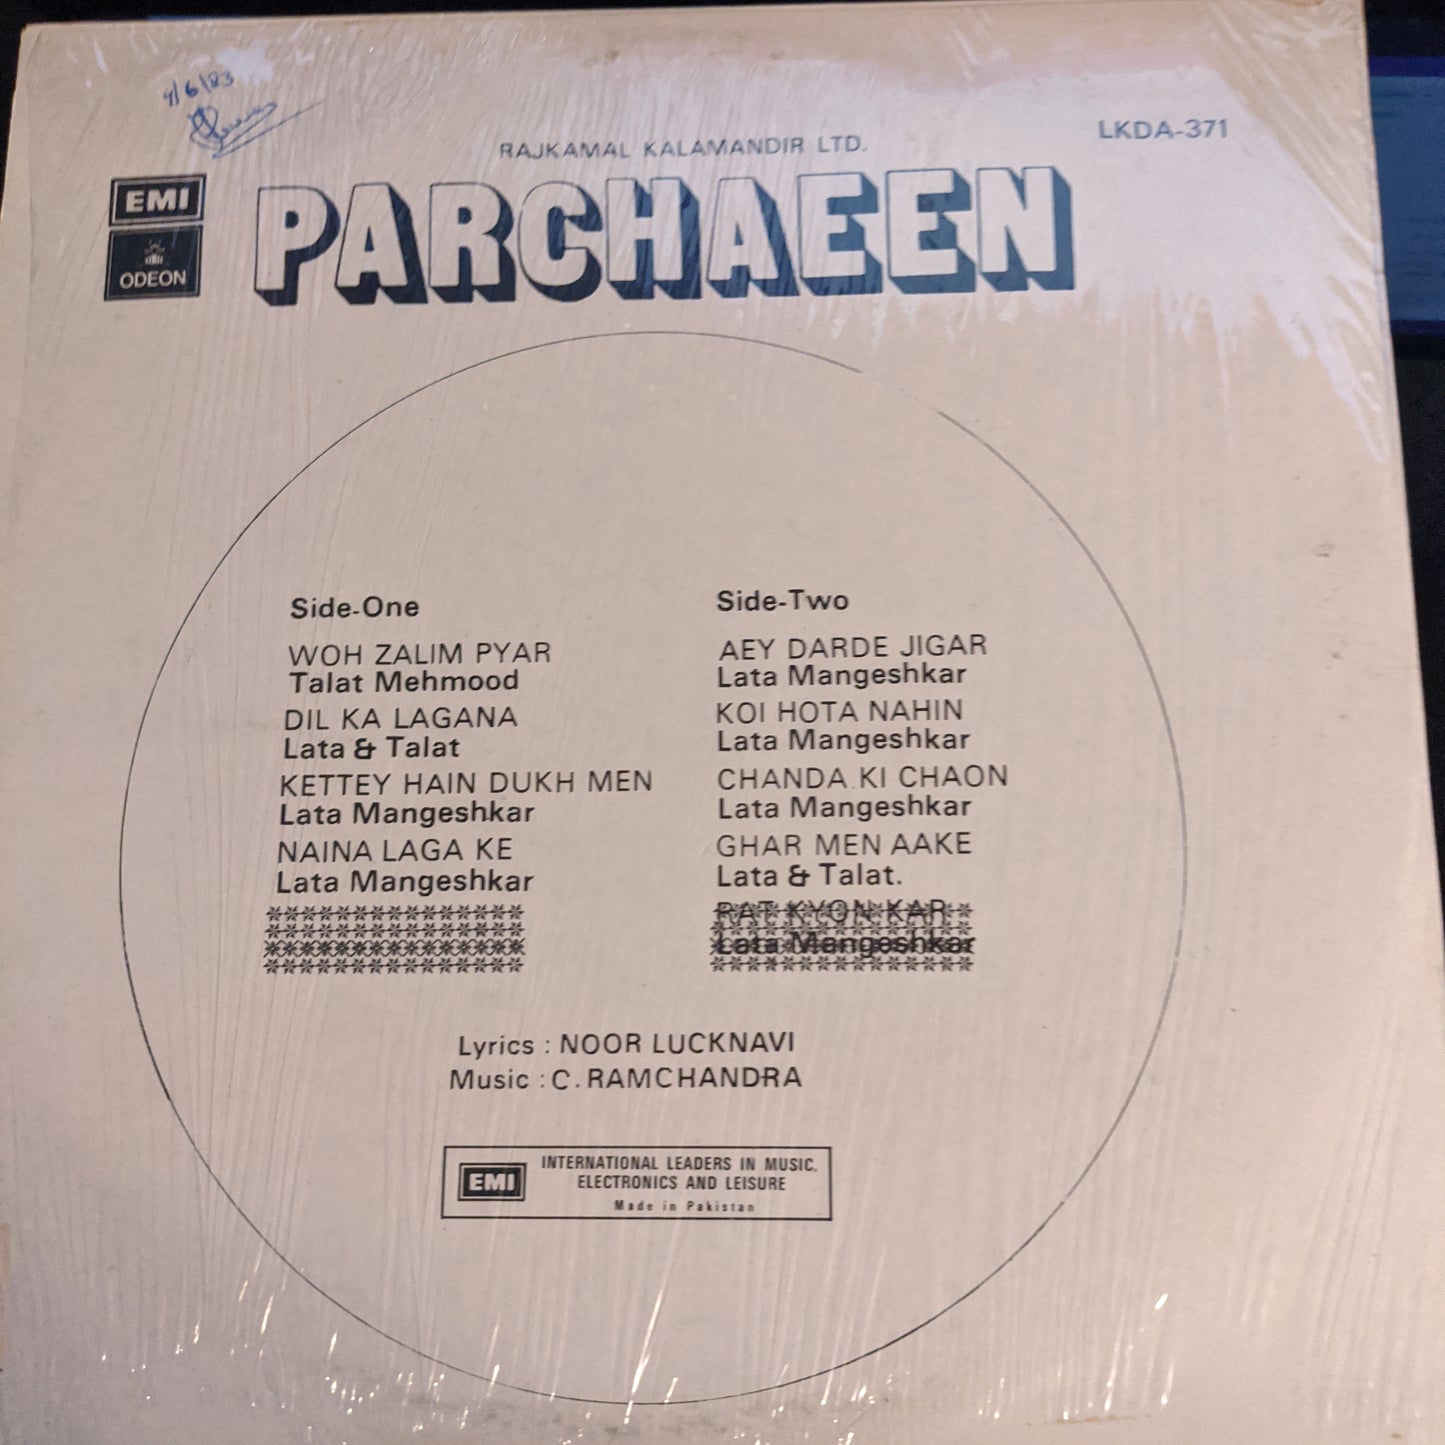 4/6/83
RAJKAMAL KALAMANDIR LTD.
LKDA-371
EMI
ODEON
PARCHAEEN
Side-One
WOH ZALIM PYAR
Talat Mehmood
DIL KA LAGANA
Lata & Talat
KETTEY HAIN DUKH MEN
Lata Mangeshkar
NAINA LAGA KE
Lata Mangeshkar
Side-Two
AEY DARDE JIGAR
Lata Mangeshkar
KOI HOTA NAHIN
Lata Mangeshkar
CHANDA KI CHAON
Lata Mangeshkar
GHAR MEN AAKE
Lata & Talat.
RAT KYON KAR
Lata Mangeshkar
Lyrics : NOOR LUCKNAVI
Music : C. RAMCHANDRA
EMI
INTERNATIONAL LEADERS IN MUSIC,
ELECTRONICS AND LEISURE
Made in Pakistan